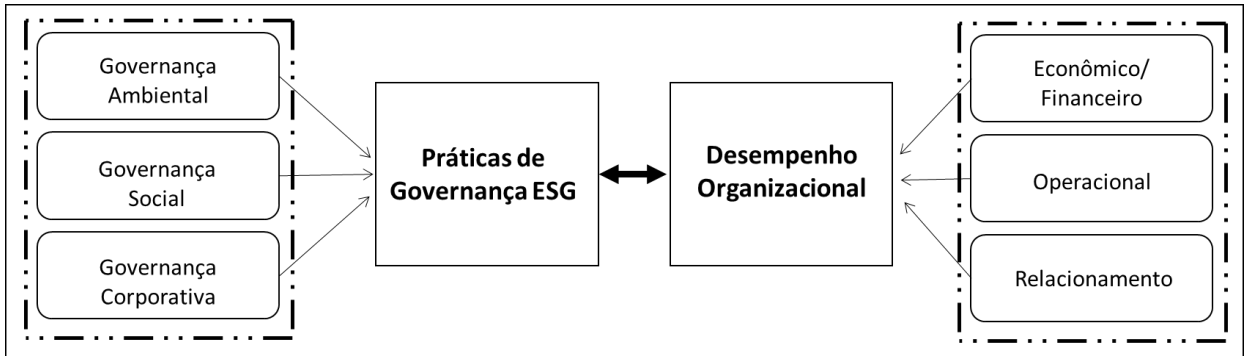 Governança
Ambiental
Governança
Social
Governança
Corporativa
Práticas de
Governança ESG
Desempenho
Organizacional
Econômico/
Financeiro
Operacional
Relacionamento